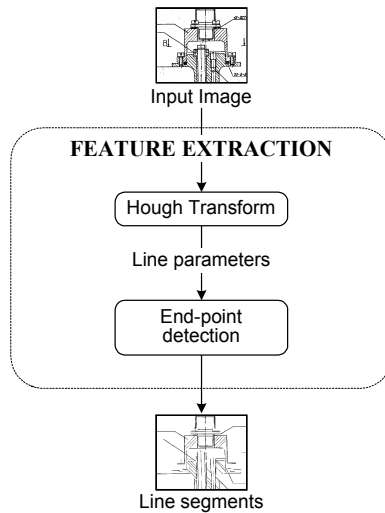 Input Image
FEATURE EXTRACTION
Hough Transform
Line parameters
End-point
detection
Line segments